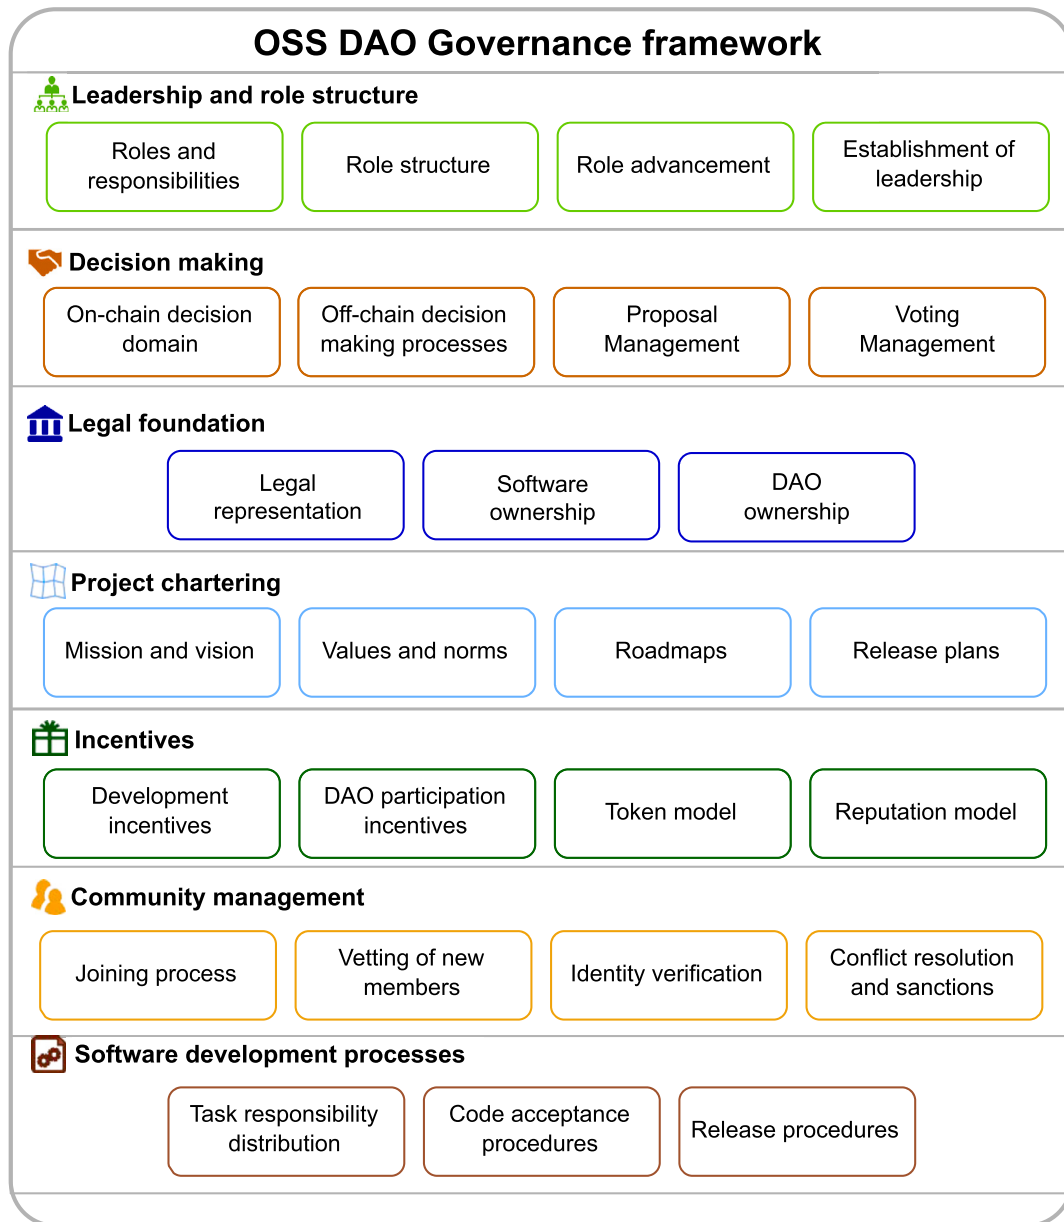 OSS DAO Governance framework
Leadership and role structure
Roles and
responsibilities
Role structure
Role advancement
Establishment of
leadership
Decision making
On-chain decision
domain
Off-chain decision
making processes
Proposal
Management
Voting
Management
Legal foundation
Legal
representation
Software
ownership
DAO
ownership
Project chartering
Mission and vision
Values and norms
Roadmaps
Release plans
Incentives
Development
incentives
DAO participation
incentives
Token model
Reputation model
Community management
Joining process
Vetting of new
members
Identity verification
Conflict resolution
and sanctions
Software development processes
Task responsibility
distribution
Code acceptance
procedures
Release procedures